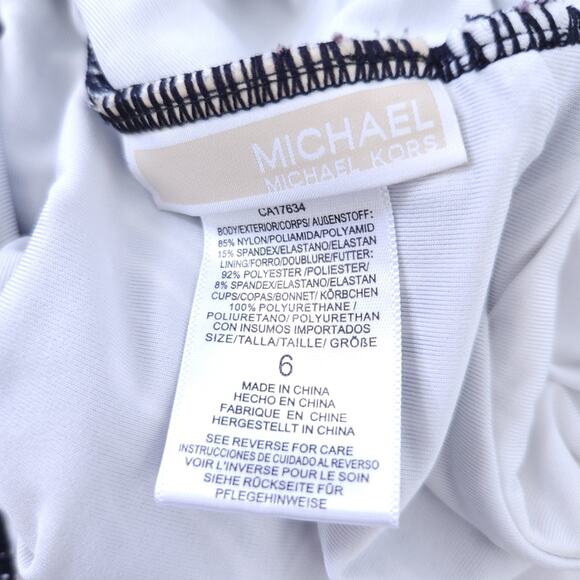 MICHAEL
MICHAEL KORS
CA17634
BODY/EXTERIOR/CORPS/ AUßENSTOFF:
85% NYLON/POLIAMIDA/POLYAMID
15% SPANDEX/ELASTANO/ELASTAN
LINING/FORRO/DOUBLURE/FUTTER:
92% POLYESTER /POLIESTER/
8% SPANDEX/ELASTANO/ELASTAN
CUPS/COPAS/BONNET/ KÖRBCHEN
100% POLYURETHANE /
POLIURETANO/ POLYURETHAN
CON INSUMOS IMPORTADOS
SIZE/TALLA/TAILLE/ GRÖßE
6
MADE IN CHINA
HECHO EN CHINA
FABRIQUE EN CHINE
HERGESTELLT IN CHINA
SEE REVERSE FOR CARE
INSTRUCCIONES DE CUIDADO AL REVERSO
VOIR L'INVERSE POUR LE SOIN
SIEHE RÜCKSEITE FÜR
PFLEGEHINWEISE